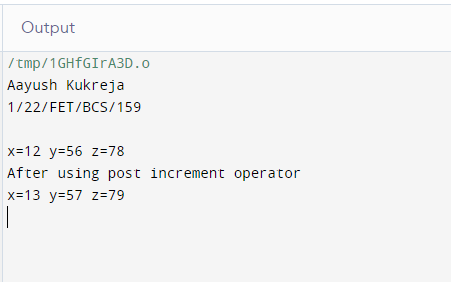 Output
/tmp/1GHfGIrA3D.o
Aayush Kukreja
1/22/FET/BCS/159
x=12 y=56 z=78
After using post increment operator
x=13 y=57 z=79